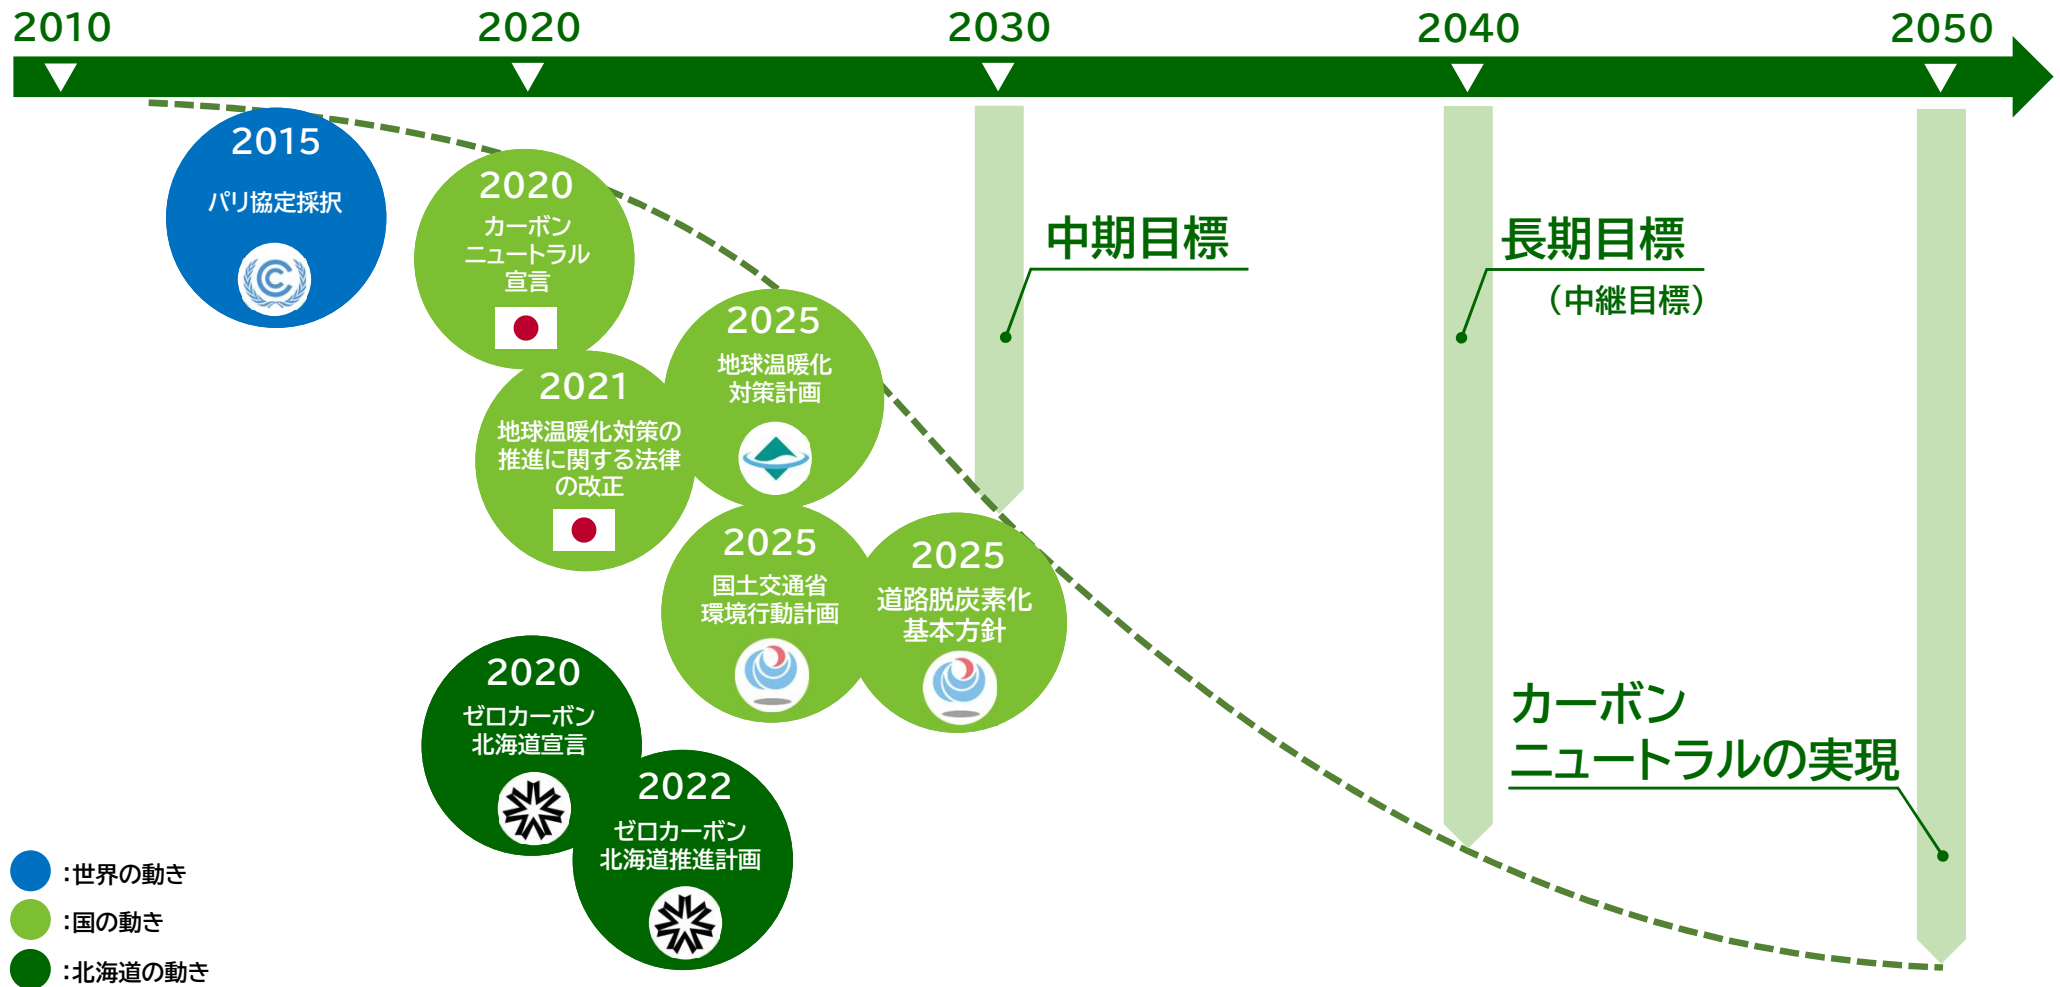 2010
2020
2030
2040
2050
2015
パリ協定採択
2020
カーボン
ニュートラル
宣言
2021
地球温暖化対策の
推進に関する法律
の改正
2025
地球温暖化
対策計画
2025
国土交通省
環境行動計画
2025
道路脱炭素化
基本方針
2020
ゼロカーボン
北海道宣言
2022
ゼロカーボン
北海道推進計画
中期目標
長期目標
（中継目標）
カーボン
ニュートラルの実現
：世界の動き
：国の動き
：北海道の動き